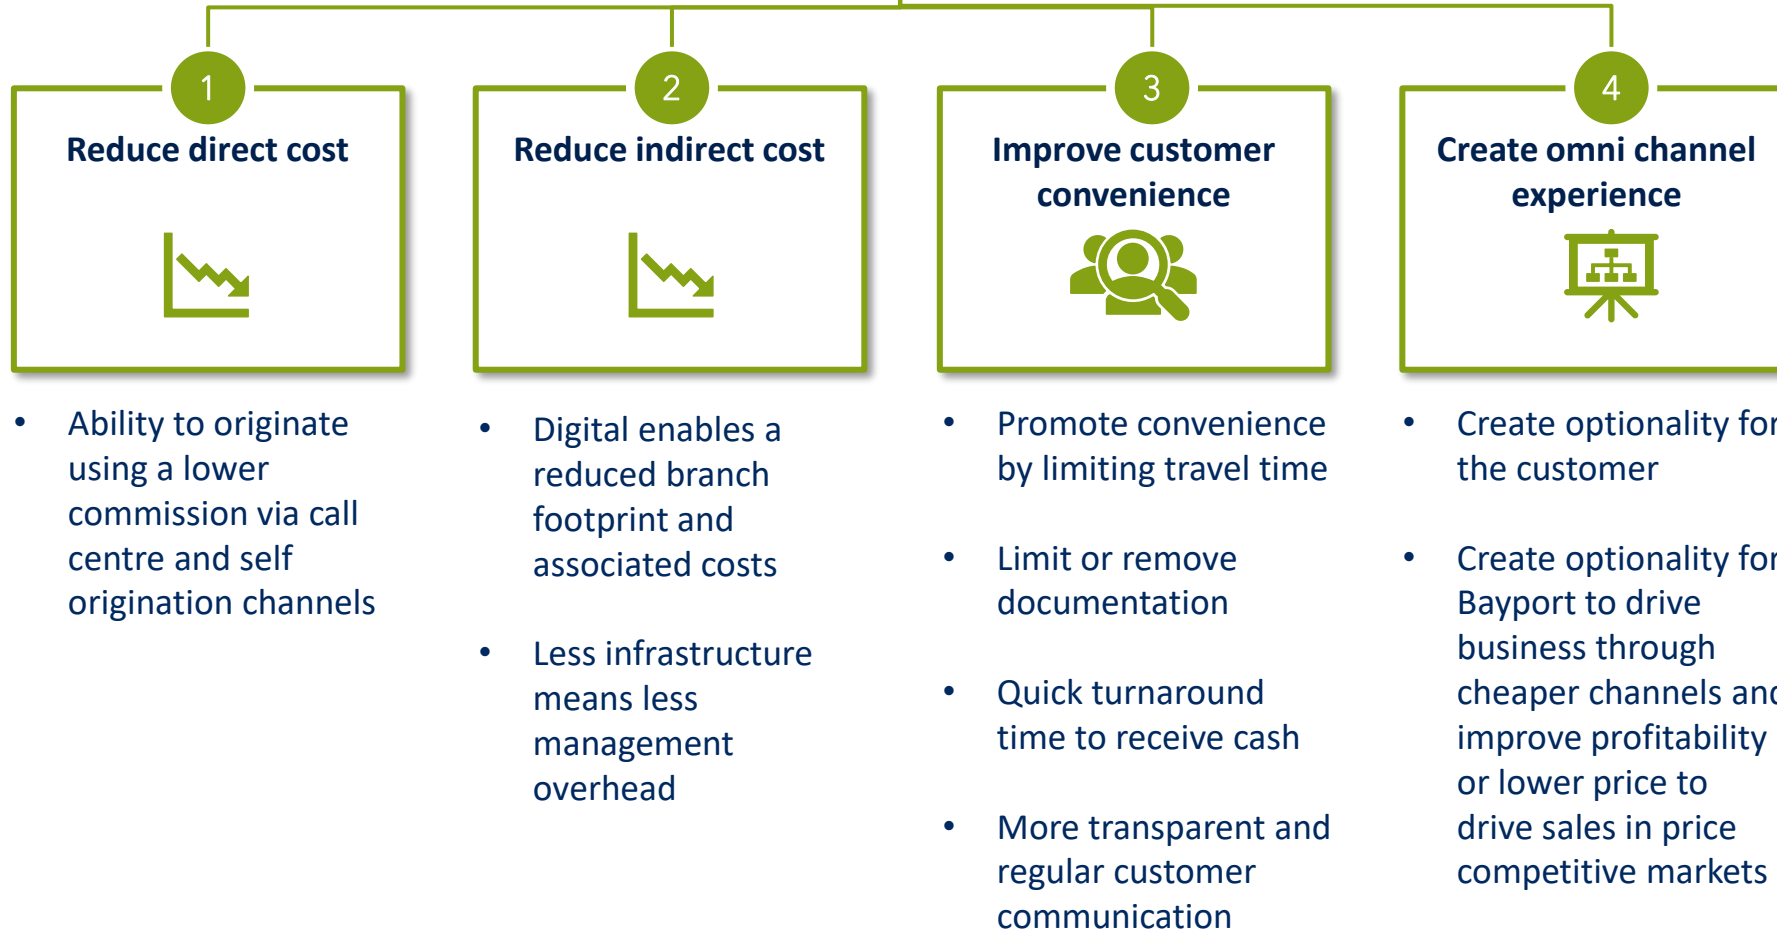 1
Reduce direct cost
• Ability to originate
using a lower
commission via call
centre and self
origination channels
2
Reduce indirect cost
• Digital enables a
reduced branch
footprint and
associated costs
• Less infrastructure
means less
management
overhead
3
Improve customer
convenience
• Promote convenience
by limiting travel time
• Limit or remove
documentation
• Quick turnaround
time to receive cash
• More transparent and
regular customer
communication
4
Create omni channel
experience
• Create optionality for
the customer
• Create optionality for
Bayport to drive
business through
cheaper channels and
improve profitability
or lower price to
drive sales in price
competitive markets